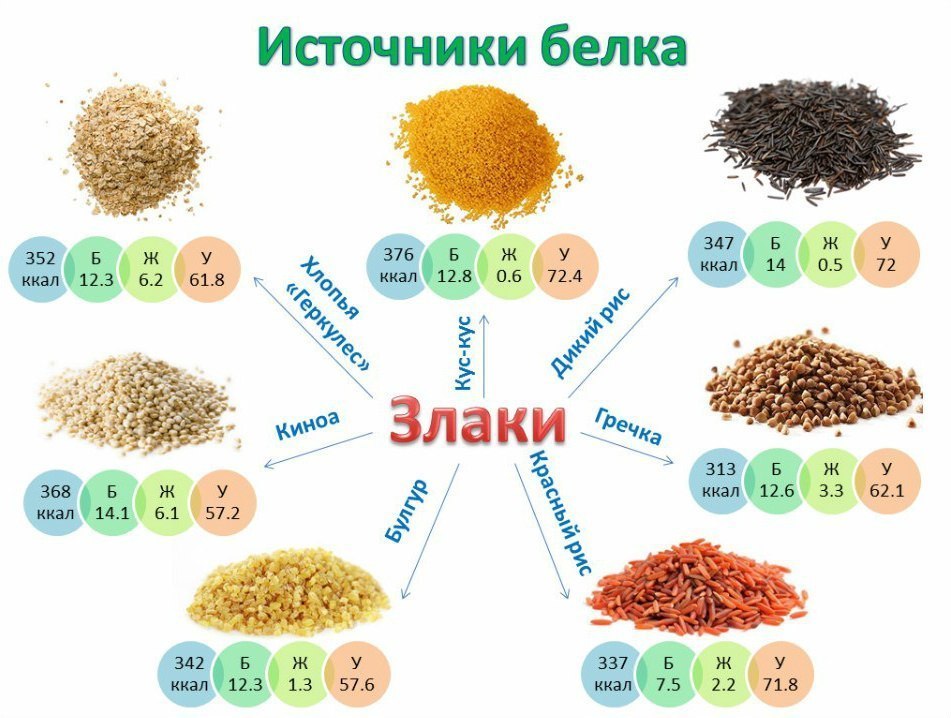 Источники белка
352
ккал
Б
12.3
Ж
6.2
У
61.8
376
ккал
Б
12.8
Ж
0.6
У
72.4
347
ккал
Б
14
Ж
0.5
У
72
Хлопья
«Геркулес»
Кус-кус
Дикий рис
Злаки
Киноа
Гречка
368
ккал
Б
14.1
Ж
6.1
У
57.2
313
ккал
Б
12.6
Ж
3.3
У
62.1
Булгур
Красный рис
342
ккал
Б
12.3
Ж
1.3
У
57.6
337
ккал
Б
7.5
Ж
2.2
У
71.8